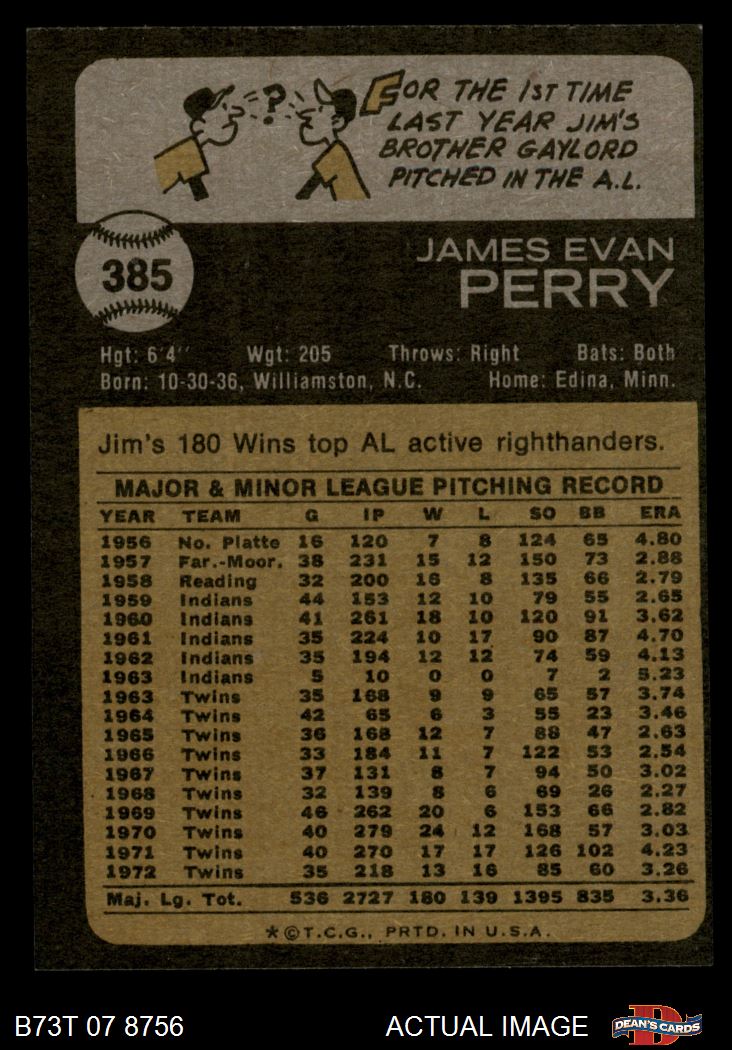 ?
FOR THE 1ST TIME
LAST YEAR JIM'S
BROTHER GAYLORD
PITCHED IN THE A.L.
385
JAMES EVAN
PERRY
Hgt: 6'4'' Wgt: 205 Throws: Right Bats: Both
Born: 10-30-36, Williamston, N.C. Home: Edina, Minn.
Jim's 180 Wins top AL active righthanders.
MAJOR & MINOR LEAGUE PITCHING RECORD
YEAR TEAM G IP W L SO BB ERA
1956 No. Platte 16 120 7 8 124 65 4.80
1957 Far.-Moor. 38 231 15 12 150 73 2.88
1958 Reading 32 200 16 8 135 66 2.79
1959 Indians 44 153 12 10 79 55 2.65
1960 Indians 41 261 18 10 120 91 3.62
1961 Indians 35 224 10 17 90 87 4.70
1962 Indians 35 194 12 12 74 59 4.13
1963 Indians 5 10 0 0 7 2 5.23
1963 Twins 35 168 9 9 65 57 3.74
1964 Twins 42 65 6 3 55 23 3.46
1965 Twins 36 168 12 7 88 47 2.63
1966 Twins 33 184 11 7 122 53 2.54
1967 Twins 37 131 8 7 94 50 3.02
1968 Twins 32 139 8 6 69 26 2.27
1969 Twins 46 262 20 6 153 66 2.82
1970 Twins 40 279 24 12 168 57 3.03
1971 Twins 40 270 17 17 126 102 4.23
1972 Twins 35 218 13 16 85 60 3.26
Maj. Lg. Tot. 536 2727 180 139 1395 835 3.36
*©T.C.G., PRTD. IN U.S.A.
B73T 07 8756 ACTUAL IMAGE D DEAN'S CARDS